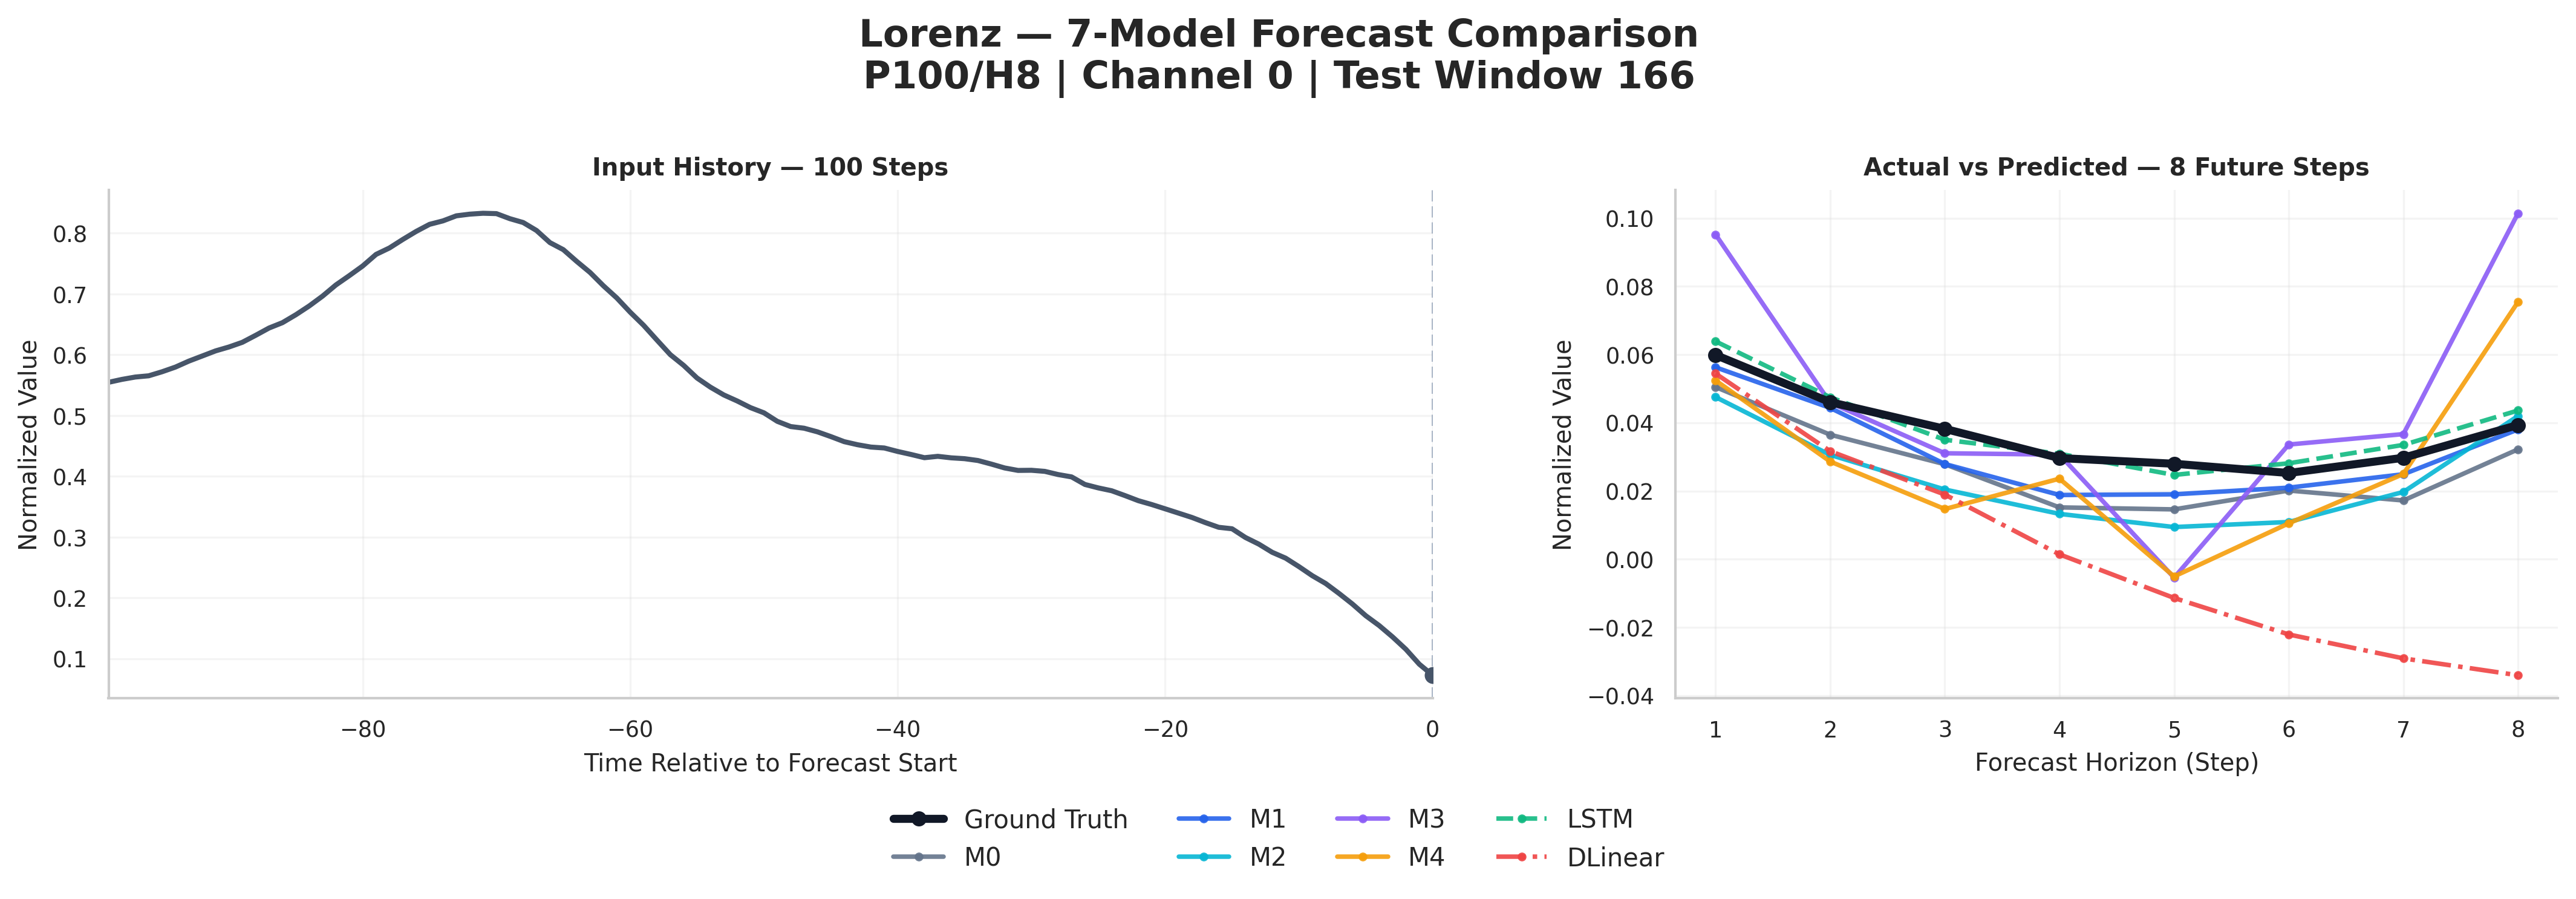 Lorenz — 7-Model Forecast Comparison
P100/H8 | Channel 0 | Test Window 166
Input History — 100 Steps
Normalized Value
0.8
0.7
0.6
0.5
0.4
0.3
0.2
0.1
−80
−60
−40
−20
0
Time Relative to Forecast Start
Actual vs Predicted — 8 Future Steps
Normalized Value
0.10
0.08
0.06
0.04
0.02
0.00
−0.02
−0.04
1
2
3
4
5
6
7
8
Forecast Horizon (Step)
Ground Truth
M0
M1
M2
M3
M4
LSTM
DLinear